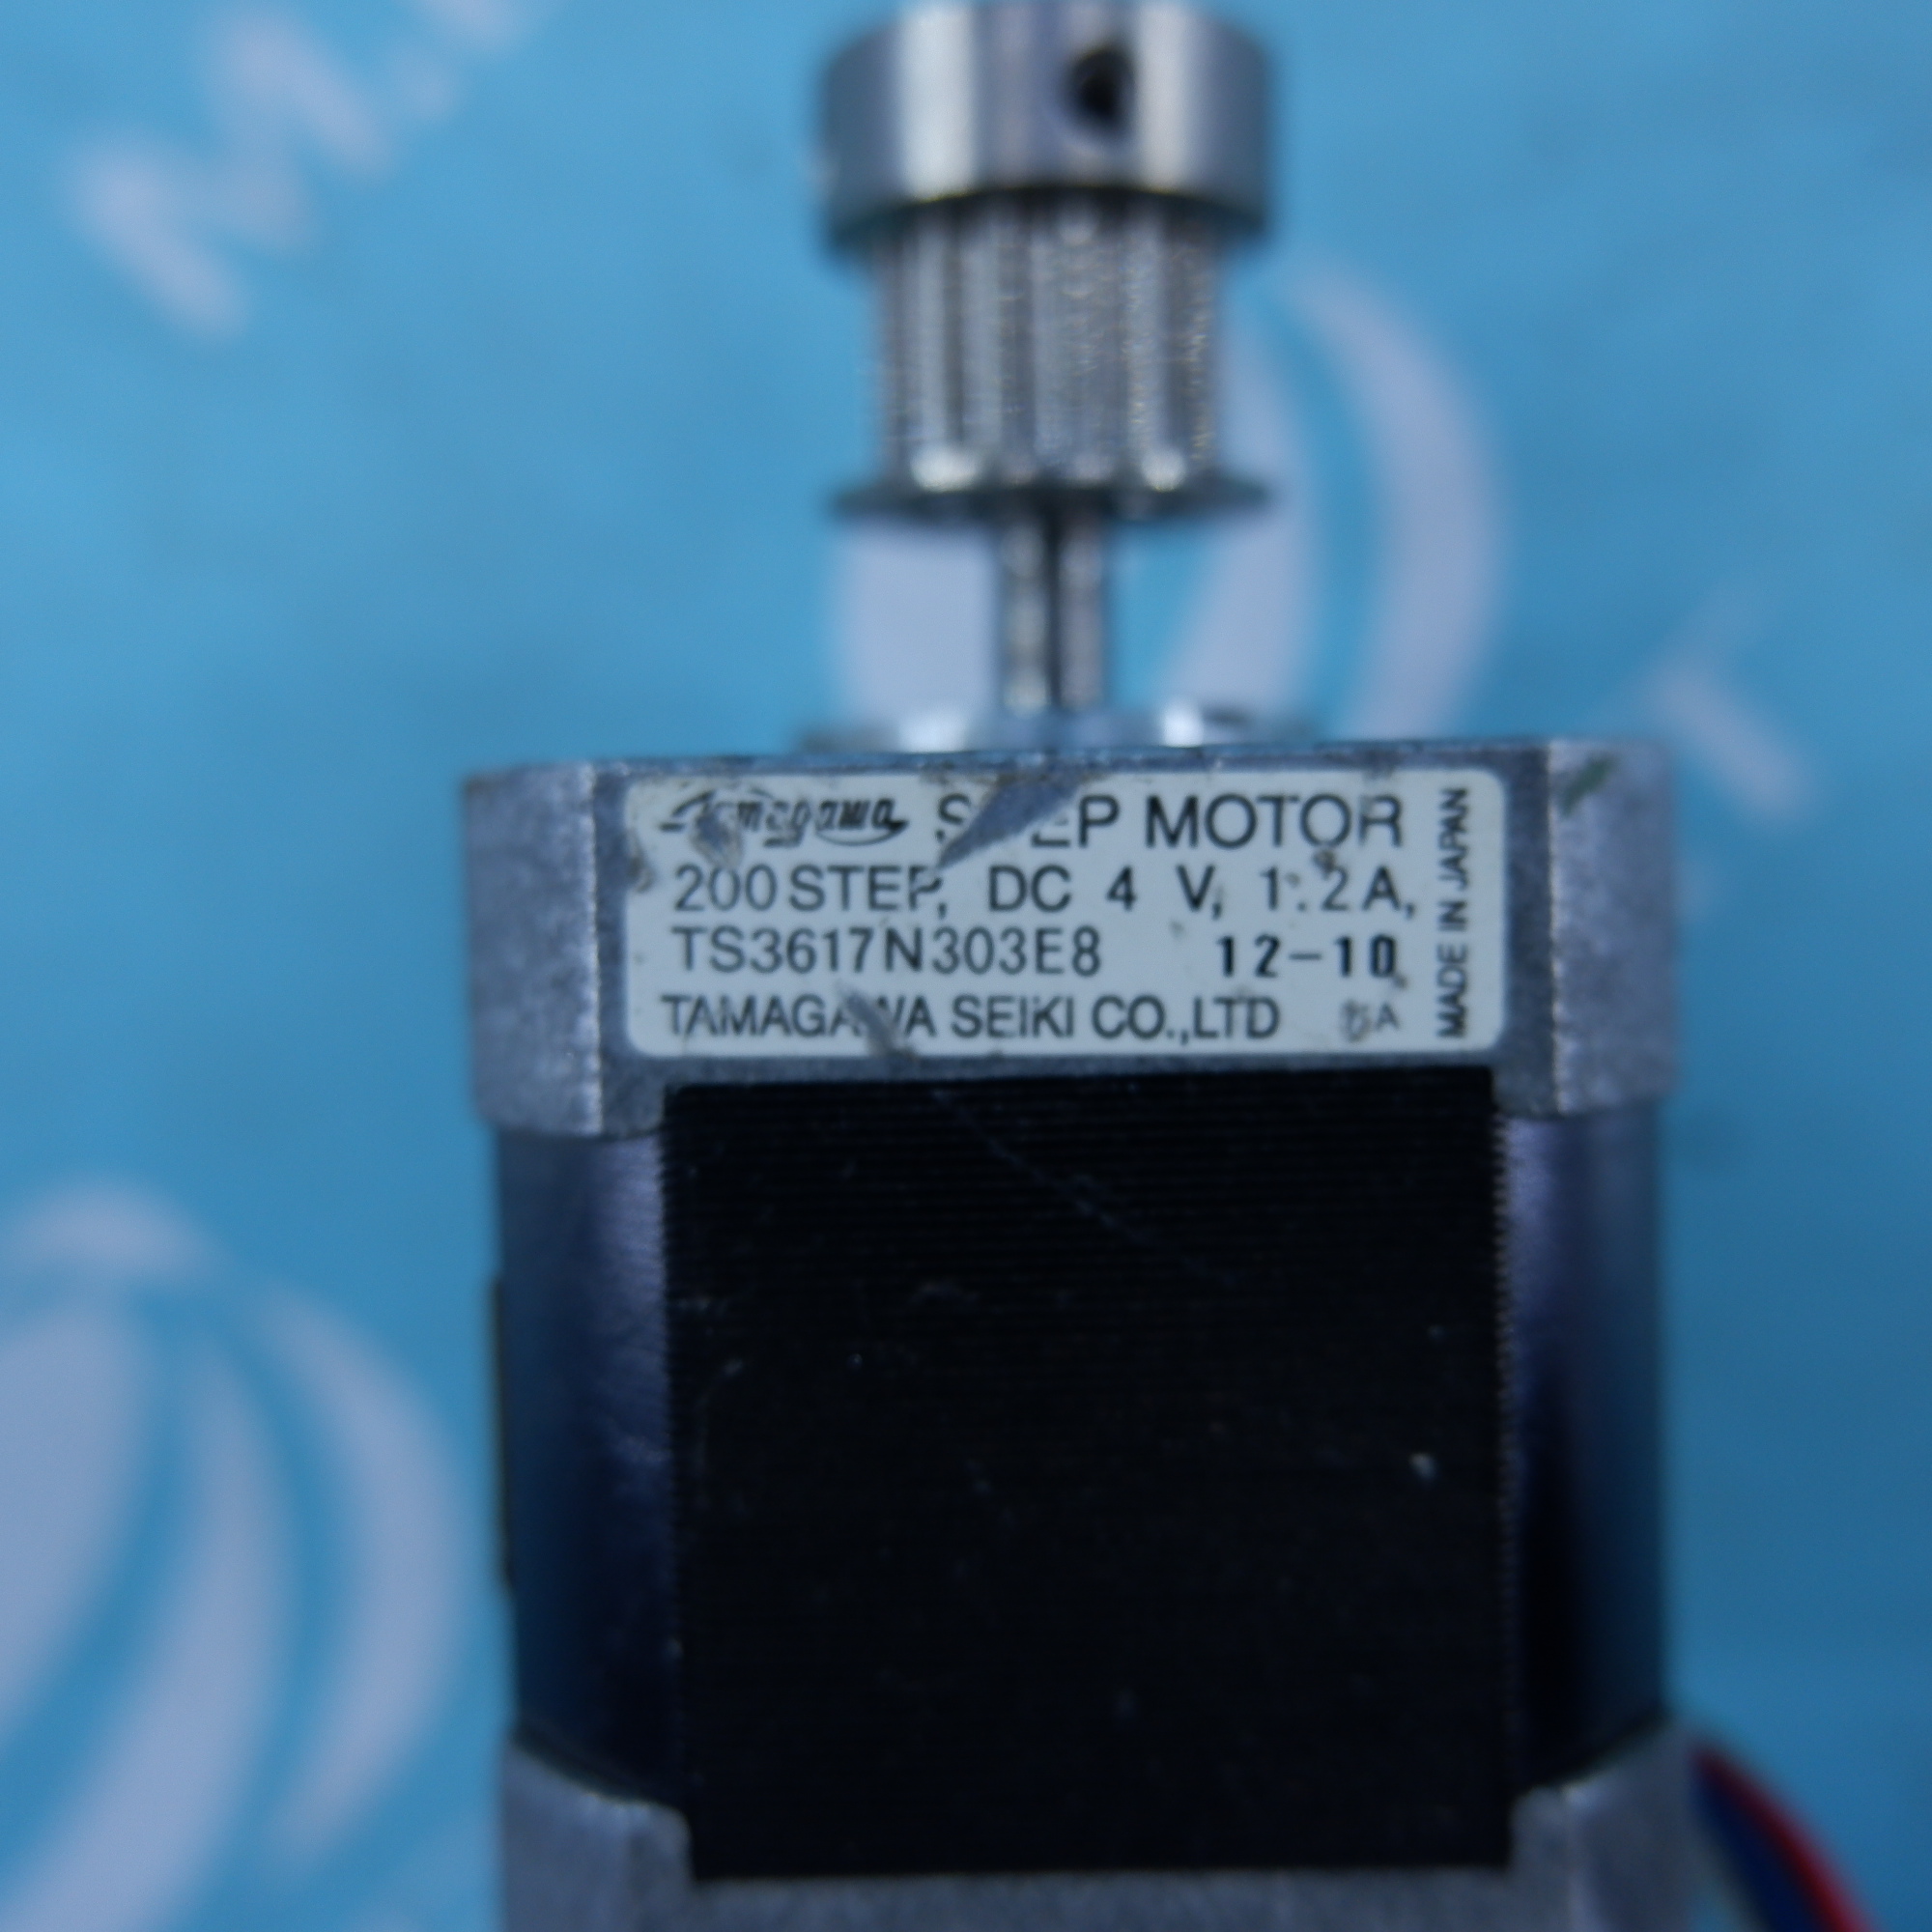 Tamagawa STEP MOTOR
200STEP, DC 4 V, 1.2A,
TS3617N303E8 12-10
TAMAGAWA SEIKI CO.,LTD
MADE IN JAPAN